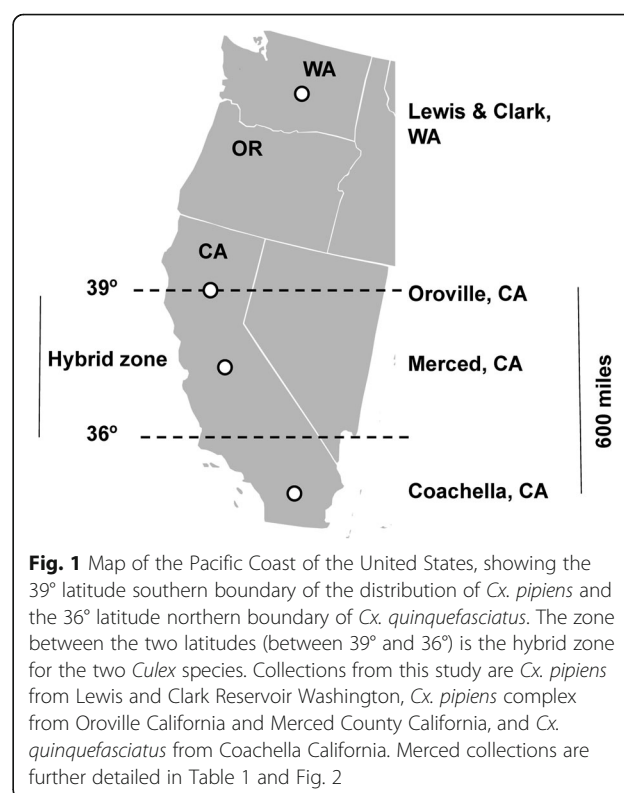 WA
Lewis & Clark,
WA
OR
CA
39º
Oroville, CA
Hybrid zone
Merced, CA
600 miles
36º
Coachella, CA
Fig. 1 Map of the Pacific Coast of the United States, showing the
39° latitude southern boundary of the distribution of Cx. pipiens and
the 36° latitude northern boundary of Cx. quinquefasciatus. The zone
between the two latitudes (between 39° and 36°) is the hybrid zone
for the two Culex species. Collections from this study are Cx. pipiens
from Lewis and Clark Reservoir Washington, Cx. pipiens complex
from Oroville California and Merced County California, and Cx.
quinquefasciatus from Coachella California. Merced collections are
further detailed in Table 1 and Fig. 2